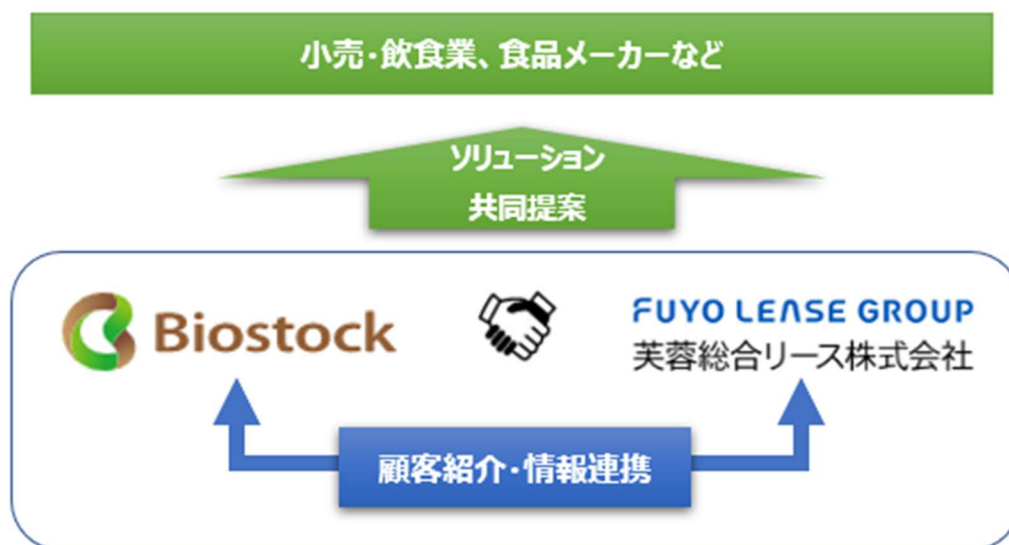 小売・飲食業、食品メーカーなど
ソリューション
共同提案
Biostock
FUYO LEASE GROUP
芙蓉総合リース株式会社
顧客紹介・情報連携